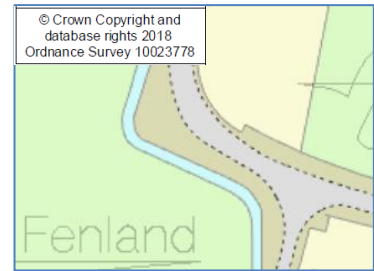 © Crown Copyright and
database rights 2018
Ordnance Survey 10023778
Fenland